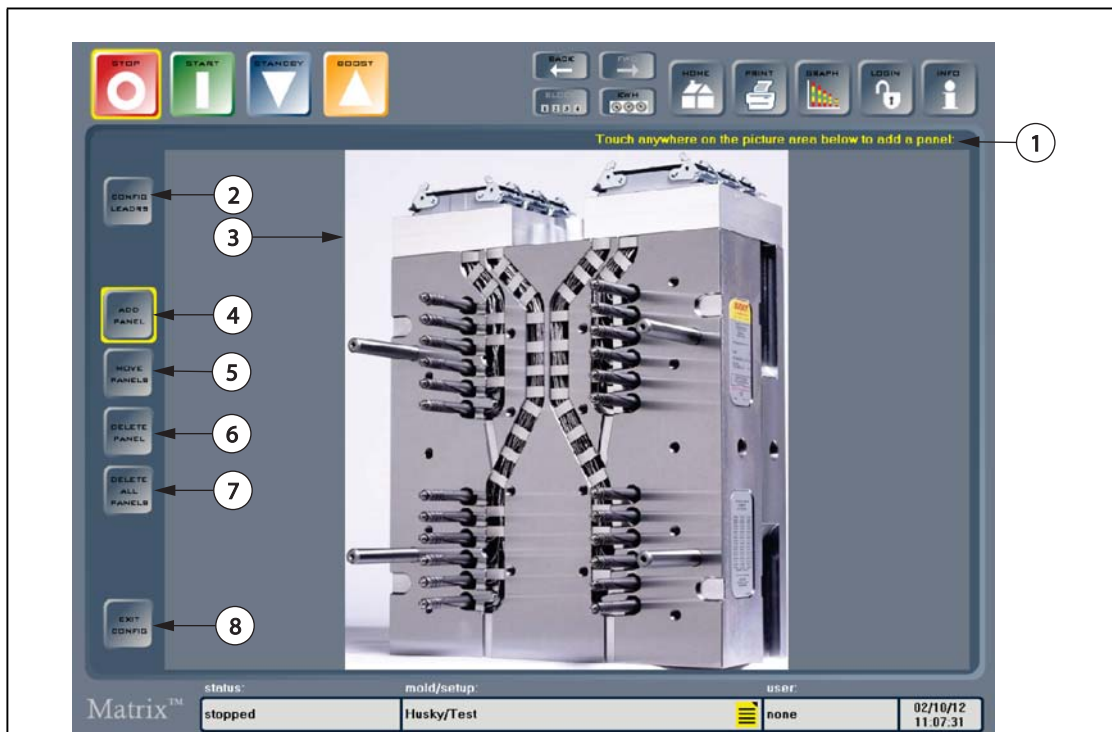 STOP
START
STANDBY
BOOST
BACK
FWD
BLOCK
1 2 3 4
KWH
HOME
PRINT
GRAPH
LOGIN
INFO
Touch anywhere on the picture area below to add a panel:
1
CONFIG
LEADRS
2
3
ADD
PANEL
4
MOVE
PANELS
5
DELETE
PANEL
6
DELETE
ALL
PANELS
7
EXIT
CONFIG
8
Matrix™
status:
mold/setup:
user:
stopped
Husky/Test
none
02/10/12
11:07:31